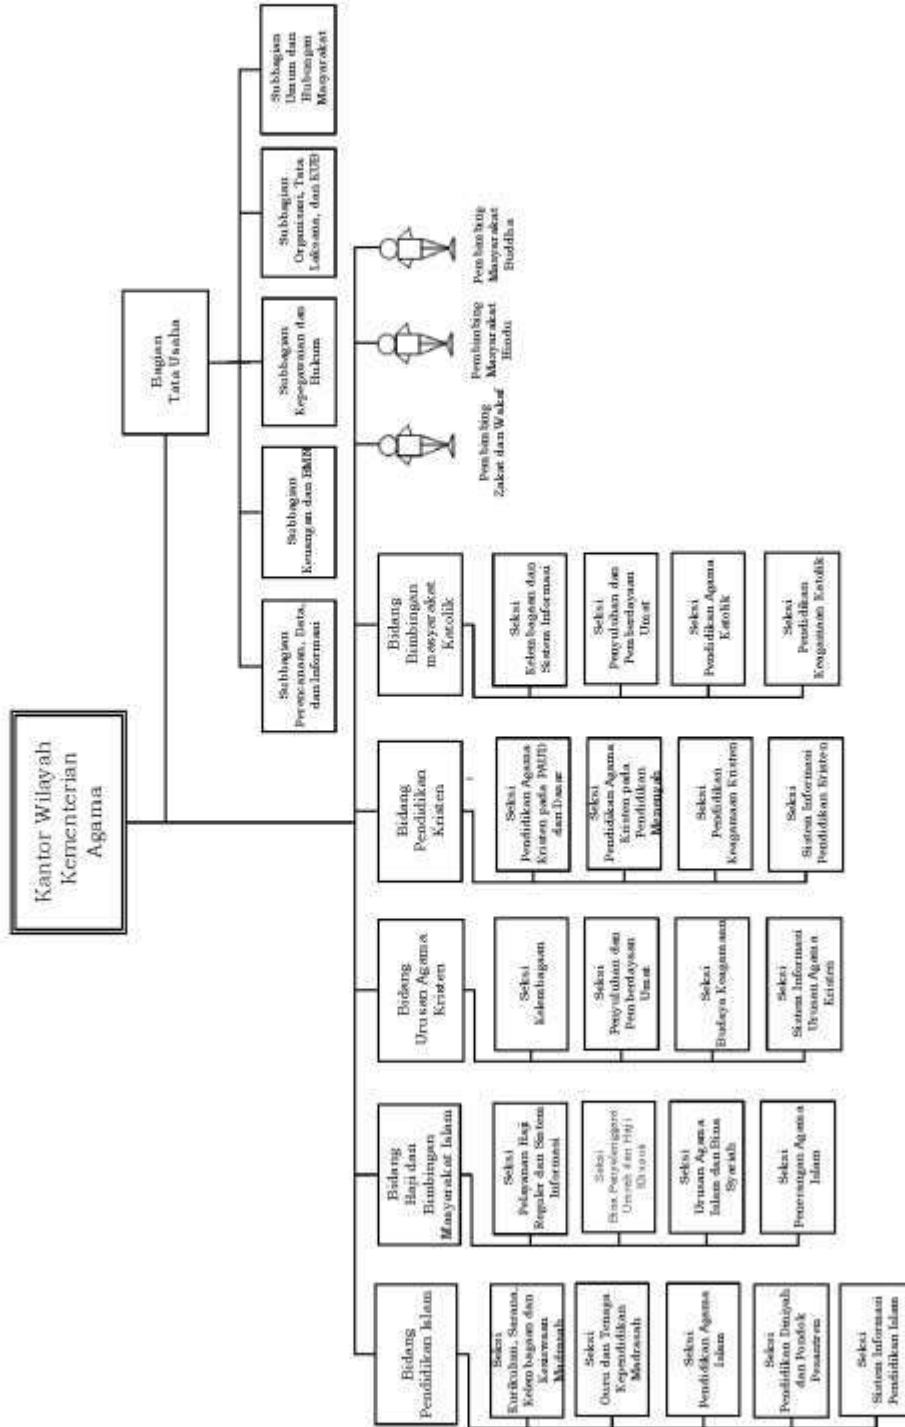 Kantor Wilayah
Kementerian
Agama
Bagian
Tata Usaha
Subbagian
Perencanaan, Data,
dan Informasi
Subbagian
Keuangan dan BMN
Subbagian
Kepegawaian dan
Hukum
Subbagian
Organisasi, Tata
Laksana, dan KUB
Subbagian
Umum dan
Hubungan
Masyarakat
Bidang
Pendidikan Islam
Seksi
Kurikulum, Sarana,
Kelembagaan dan
Kesiswaan
Madrasah
Seksi
Guru dan Tenaga
Kependidikan
Madrasah
Seksi
Pendidikan Agama
Islam
Seksi
Pendidikan Diniyah
dan Pondok
Pesantren
Seksi
Sistem Informasi
Pendidikan Islam
Bidang
Haji dan
Bimbingan
Masyarakat Islam
Seksi
Pelayanan Haji
Reguler dan Sistem
Informasi
Seksi
Bina Penyelenggara
Umrah dan Haji
Khusus
Seksi
Urusan Agama
Islam dan Bina
Syariah
Seksi
Penerangan Agama
Islam
Bidang
Urusan Agama
Kristen
Seksi
Kelembagaan
Seksi
Penyuluhan dan
Pemberdayaan
Umat
Seksi
Budaya Keagamaan
Seksi
Sistem Informasi
Urusan Agama
Kristen
Bidang
Pendidikan
Kristen
Seksi
Pendidikan Agama
Kristen pada PAUD
dan Dasar
Seksi
Pendidikan Agama
Kristen pada
Pendidikan
Menengah
Seksi
Pendidikan
Keagamaan Kristen
Seksi
Sistem Informasi
Pendidikan Kristen
Bidang
Bimbingan
masyarakat
Katolik
Seksi
Kelembagaan dan
Sistem Informasi
Seksi
Penyuluhan dan
Pemberdayaan
Umat
Seksi
Pendidikan Agama
Katolik
Seksi
Pendidikan
Keagamaan Katolik
Pembimbing
Zakat dan Wakaf
Pembimbing
Masyarakat
Hindu
Pembimbing
Masyarakat
Buddha